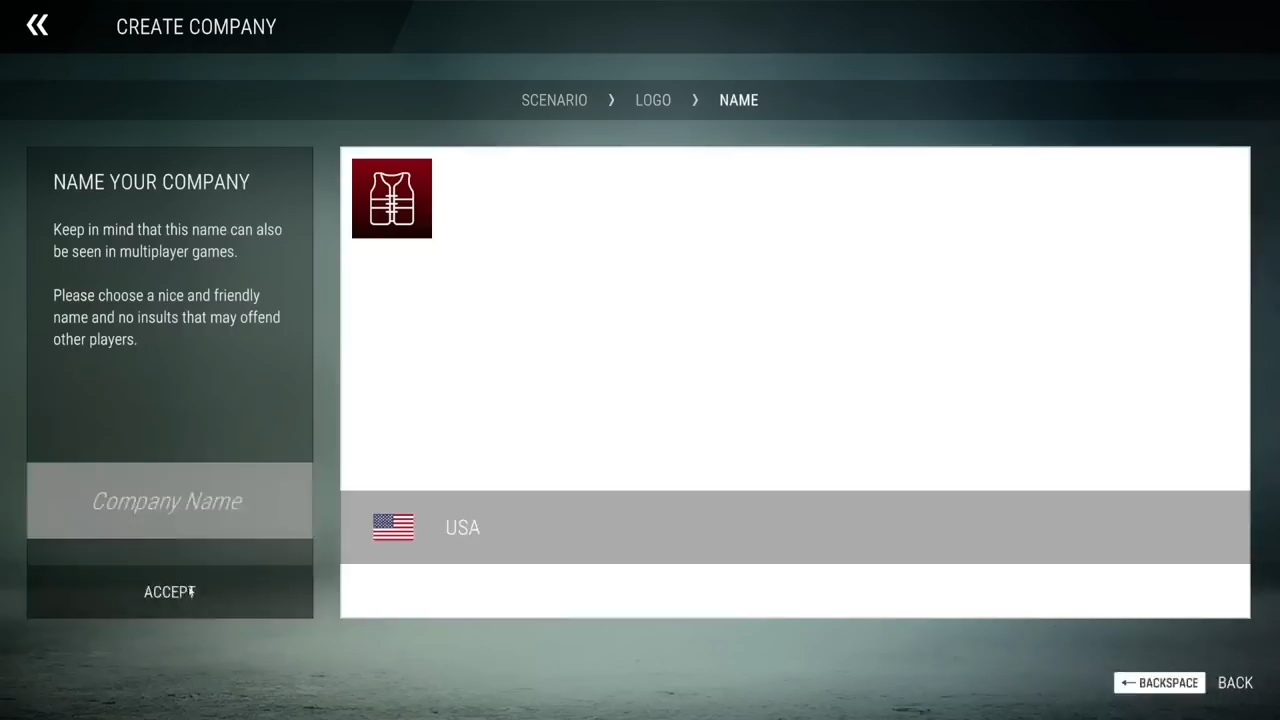 CREATE COMPANY
SCENARIO › LOGO › NAME
NAME YOUR COMPANY
Keep in mind that this name can also
be seen in multiplayer games.
Please choose a nice and friendly
name and no insults that may offend
other players.
Company Name
ACCEPT
USA
← BACKSPACE BACK